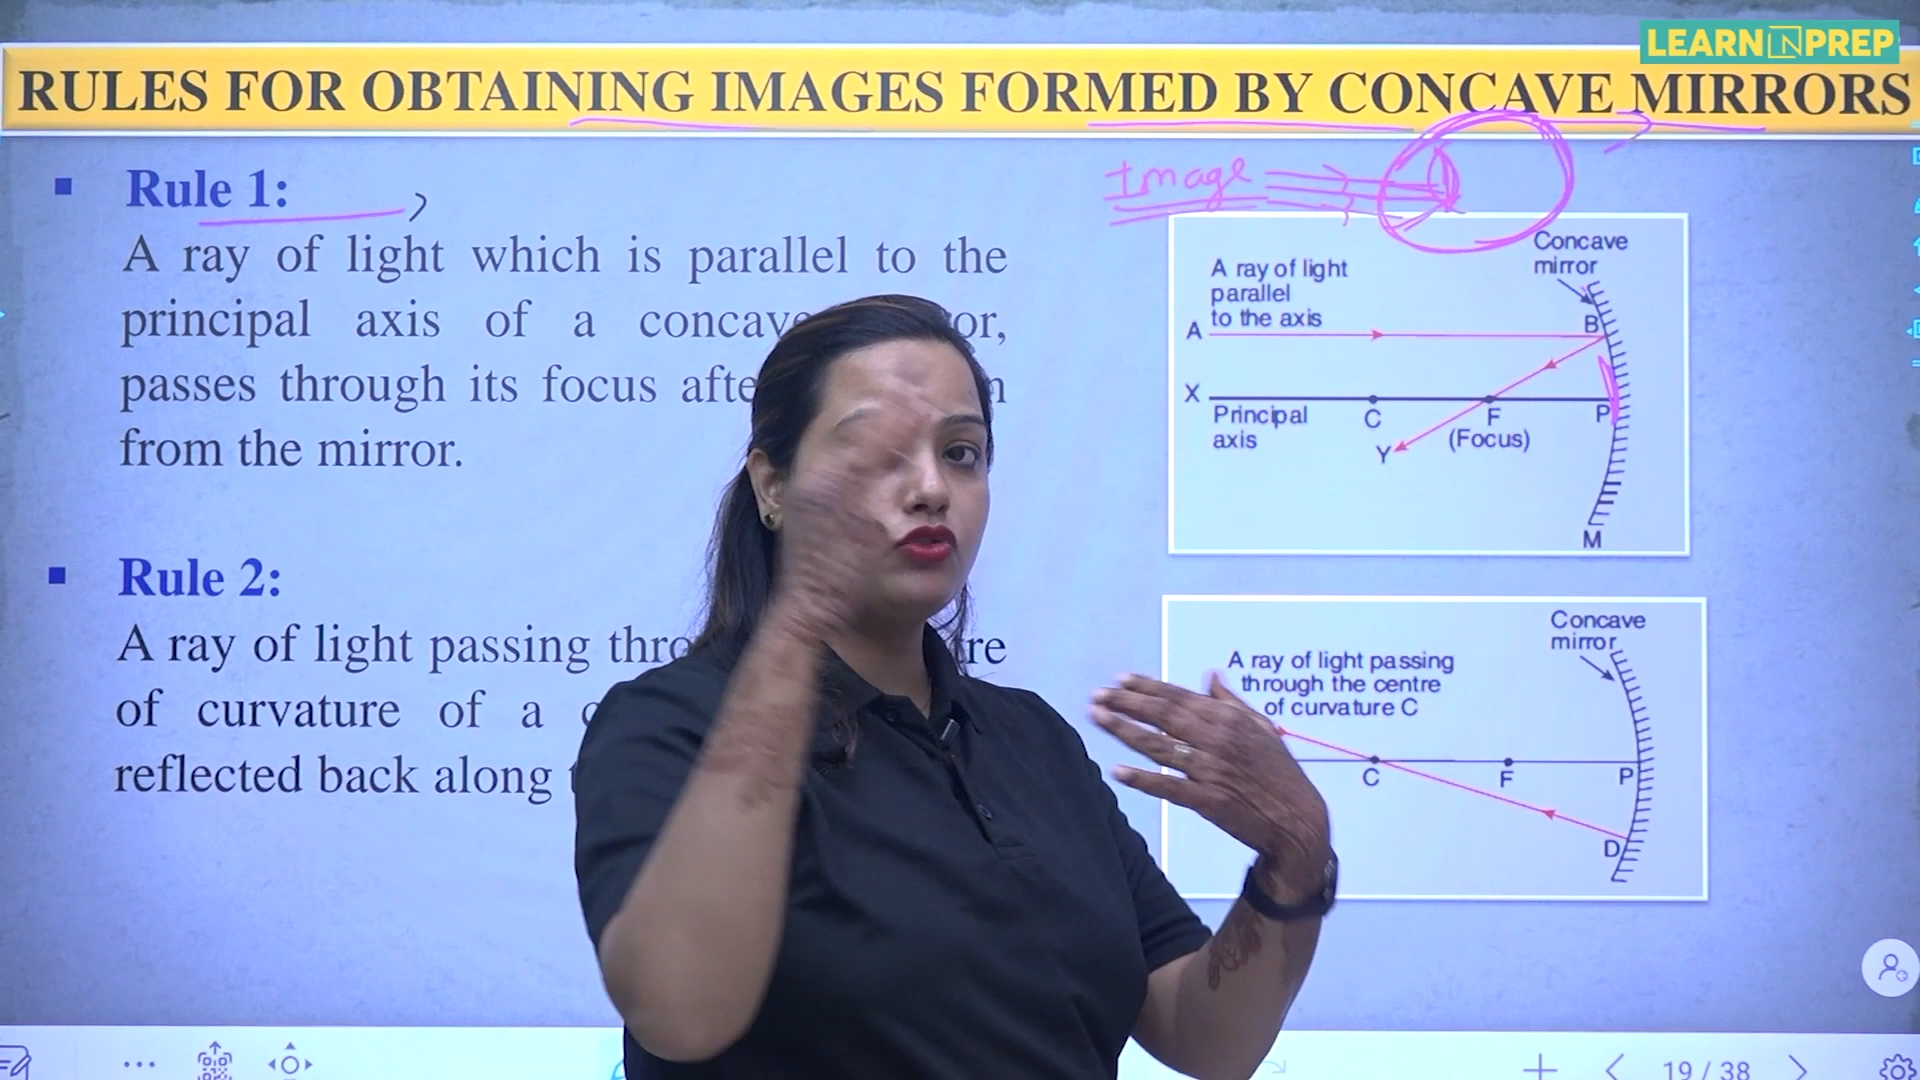 LEARN IN PREP
RULES FOR OBTAINING IMAGES FORMED BY CONCAVE MIRRORS
Image
Rule 1:
A ray of light which is parallel to the
principal axis of a
passes through its focus
from the mirror.
Rule 2:
A ray of light passing
of curvature of a
reflected back along
Concave
mirror
A ray of light
parallel
to the axis
A
B
X
Principal
axis
C
F
P
(Focus)
Y
M
Concave
mirror
A ray of light passing
through the centre
of curvature C
C
F
P
D
19 / 38